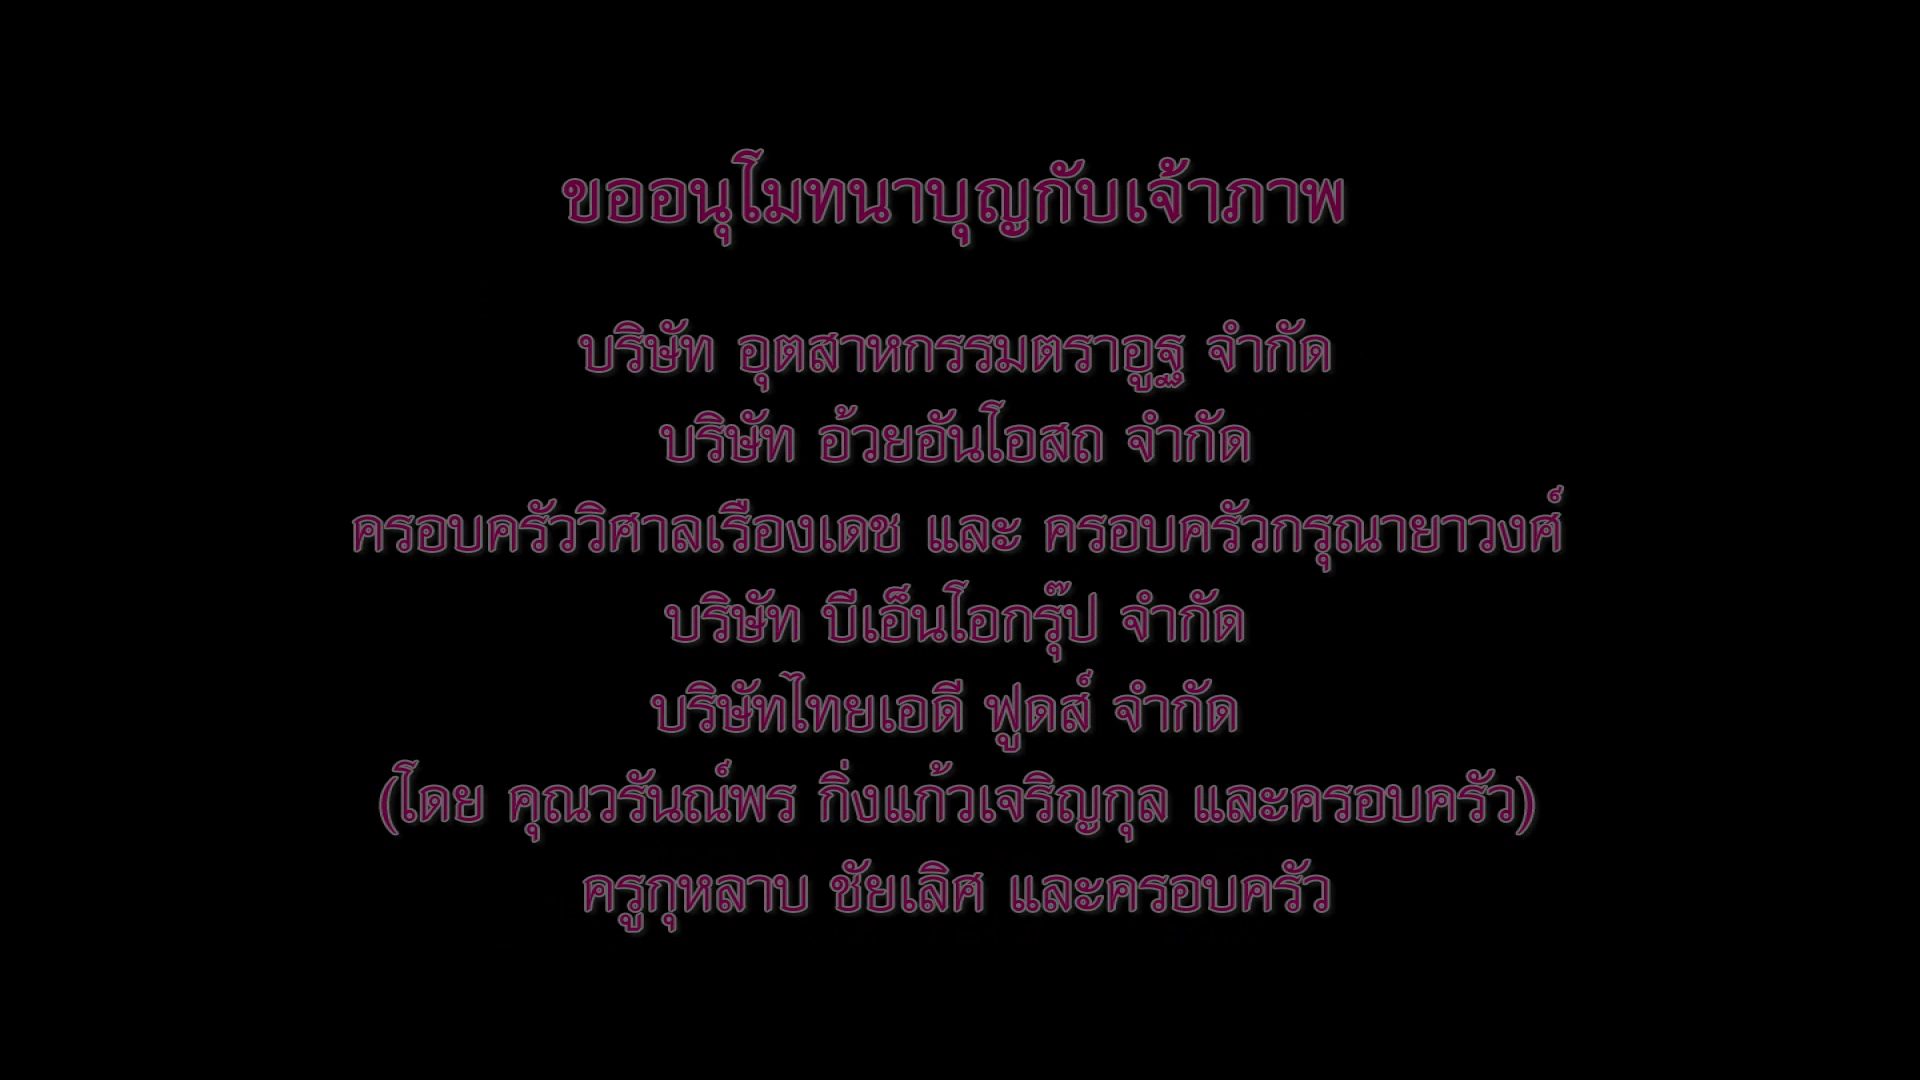 ขออนุโมทนาบุญกับเจ้าภาพ
บริษัท อุตสาหกรรมตราอูฐ จำกัด
บริษัท อ้วยอันโอสถ จำกัด
ครอบครัววิศาลเรืองเดช และ ครอบครัวกรุณายาวงศ์
บริษัท บีเอ็นโอกรุ๊ป จำกัด
บริษัทไทยเอดี ฟูดส์ จำกัด
(โดย คุณวรันณ์พร กิ่งแก้วเจริญกุล และครอบครัว)
ครูกุหลาบ ชัยเลิศ และครอบครัว